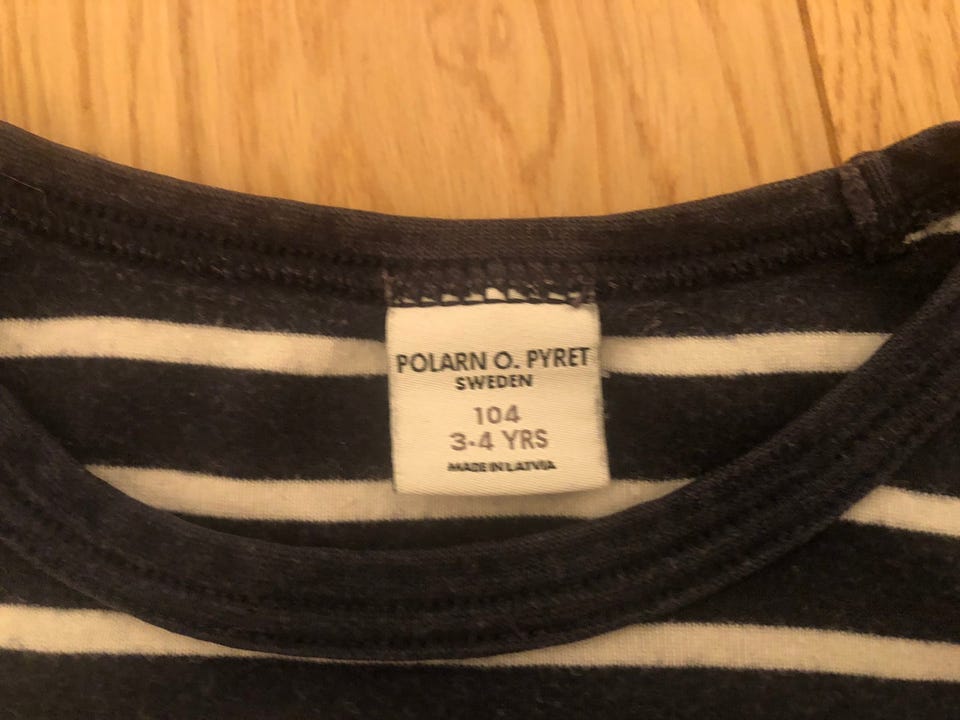 POLARN O. PYRET
SWEDEN
104
3-4 YRS
MADE IN LATVIA